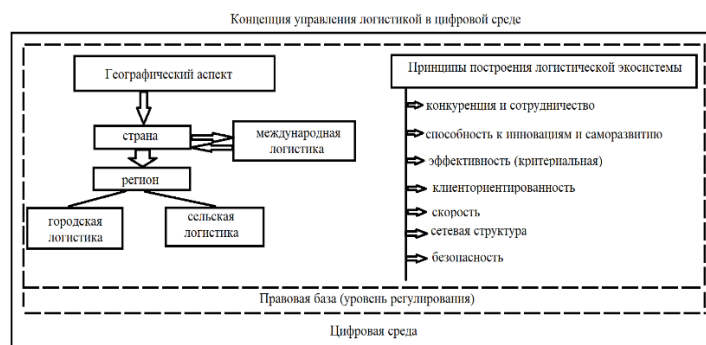 Концепция управления логистикой в цифровой среде
Географический аспект
страна
международная
логистика
регион
городская
логистика
сельская
логистика
Принципы построения логистической экосистемы
конкуренция и сотрудничество
способность к инновациям и саморазвитию
эффективность (критериальная)
клиенториентированность
скорость
сетевая структура
безопасность
Правовая база (уровень регулирования)
Цифровая среда